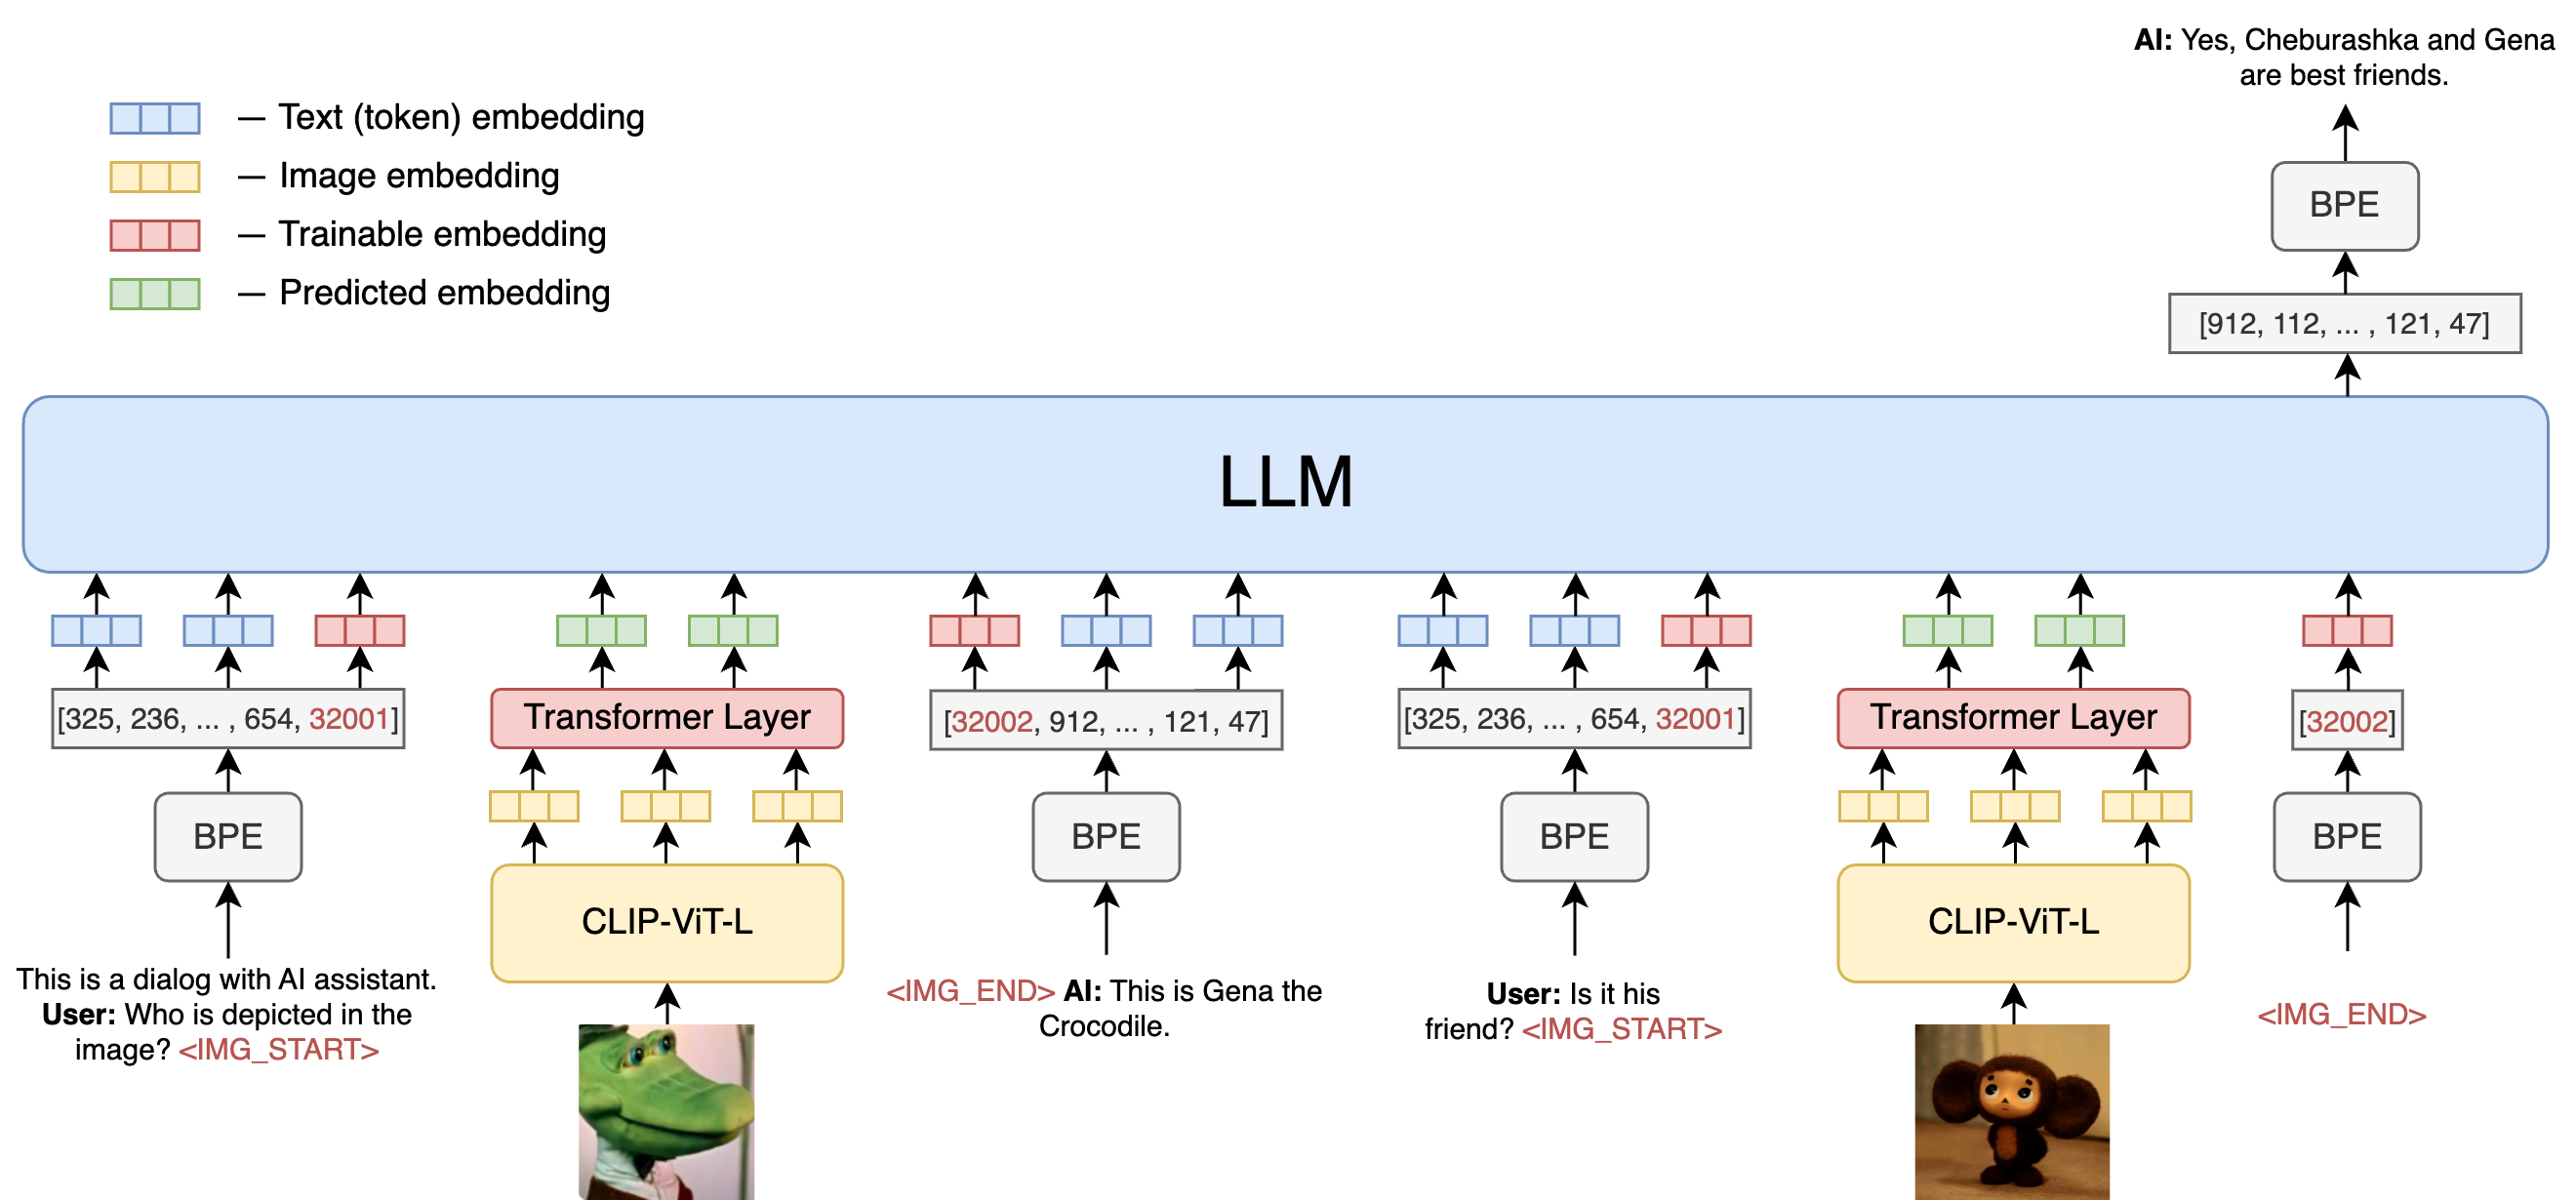 AI: Yes, Cheburashka and Gena
are best friends.
— Text (token) embedding
— Image embedding
— Trainable embedding
— Predicted embedding
BPE
[912, 112, ... , 121, 47]
LLM
[325, 236, ... , 654, 32001]
Transformer Layer
[32002, 912, ... , 121, 47]
[325, 236, ... , 654, 32001]
Transformer Layer
[32002]
BPE
CLIP-ViT-L
BPE
BPE
CLIP-ViT-L
BPE
This is a dialog with AI assistant.
User: Who is depicted in the
image? <IMG_START>
<IMG_END> AI: This is Gena the
Crocodile.
User: Is it his
friend? <IMG_START>
<IMG_END>